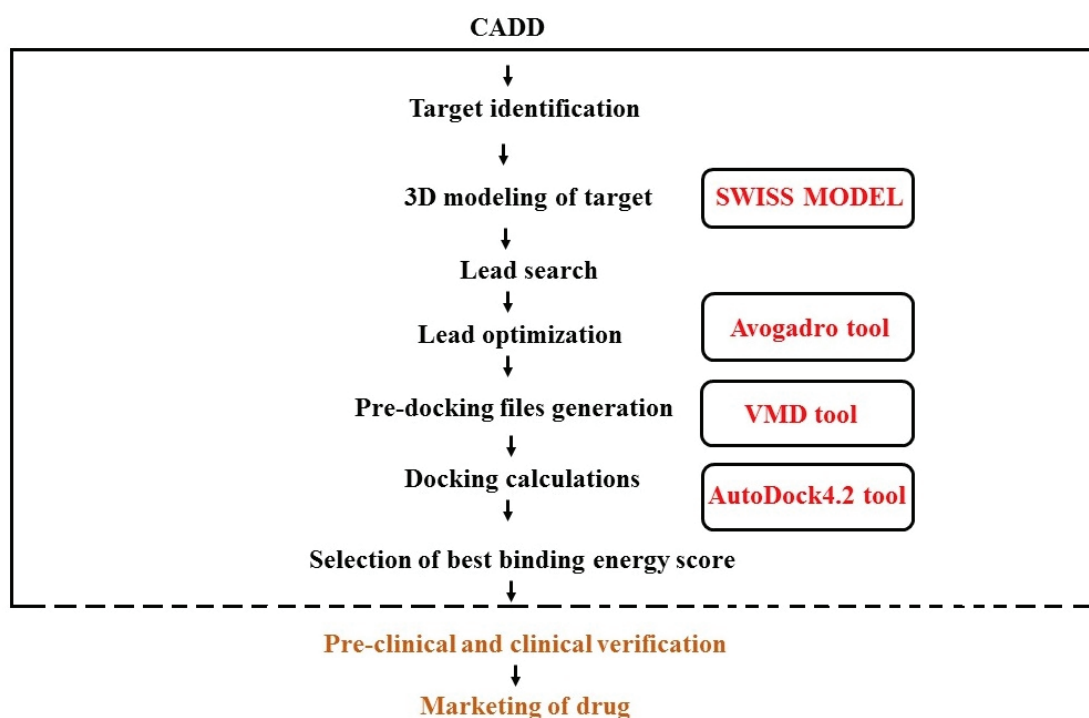 CADD
Target identification
3D modeling of target
SWISS MODEL
Lead search
Lead optimization
Avogadro tool
Pre-docking files generation
VMD tool
Docking calculations
AutoDock4.2 tool
Selection of best binding energy score
Pre-clinical and clinical verification
Marketing of drug